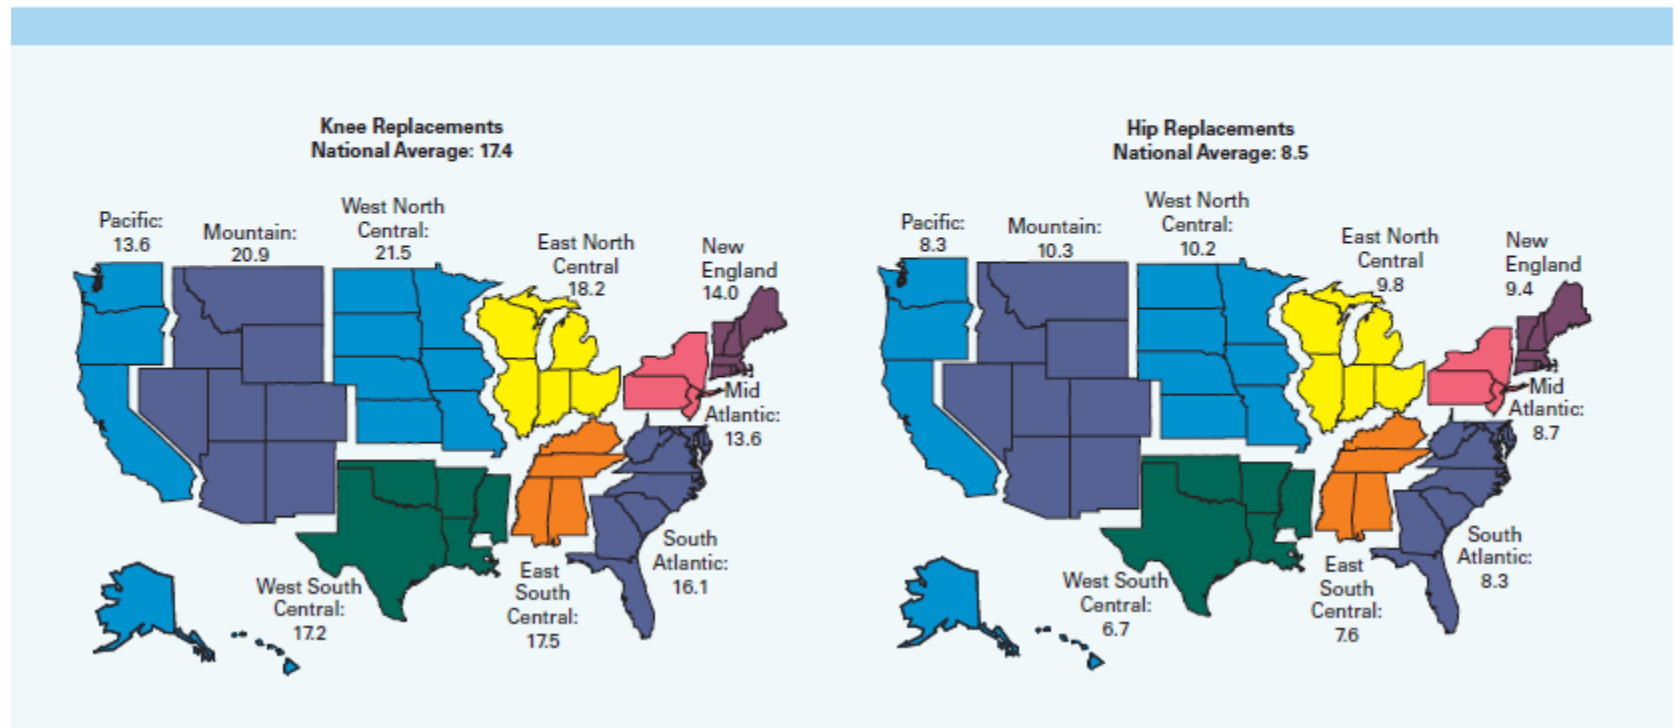 Knee Replacements
National Average: 17.4
Pacific:
13.6
Mountain:
20.9
West North
Central:
21.5
East North
Central
18.2
New
England
14.0
Mid
Atlantic:
13.6
South
Atlantic:
16.1
East
South
Central:
17.5
West South
Central:
17.2
Hip Replacements
National Average: 8.5
Pacific:
8.3
Mountain:
10.3
West North
Central:
10.2
East North
Central
9.8
New
England
9.4
Mid
Atlantic:
8.7
South
Atlantic:
8.3
East
South
Central:
7.6
West South
Central:
6.7